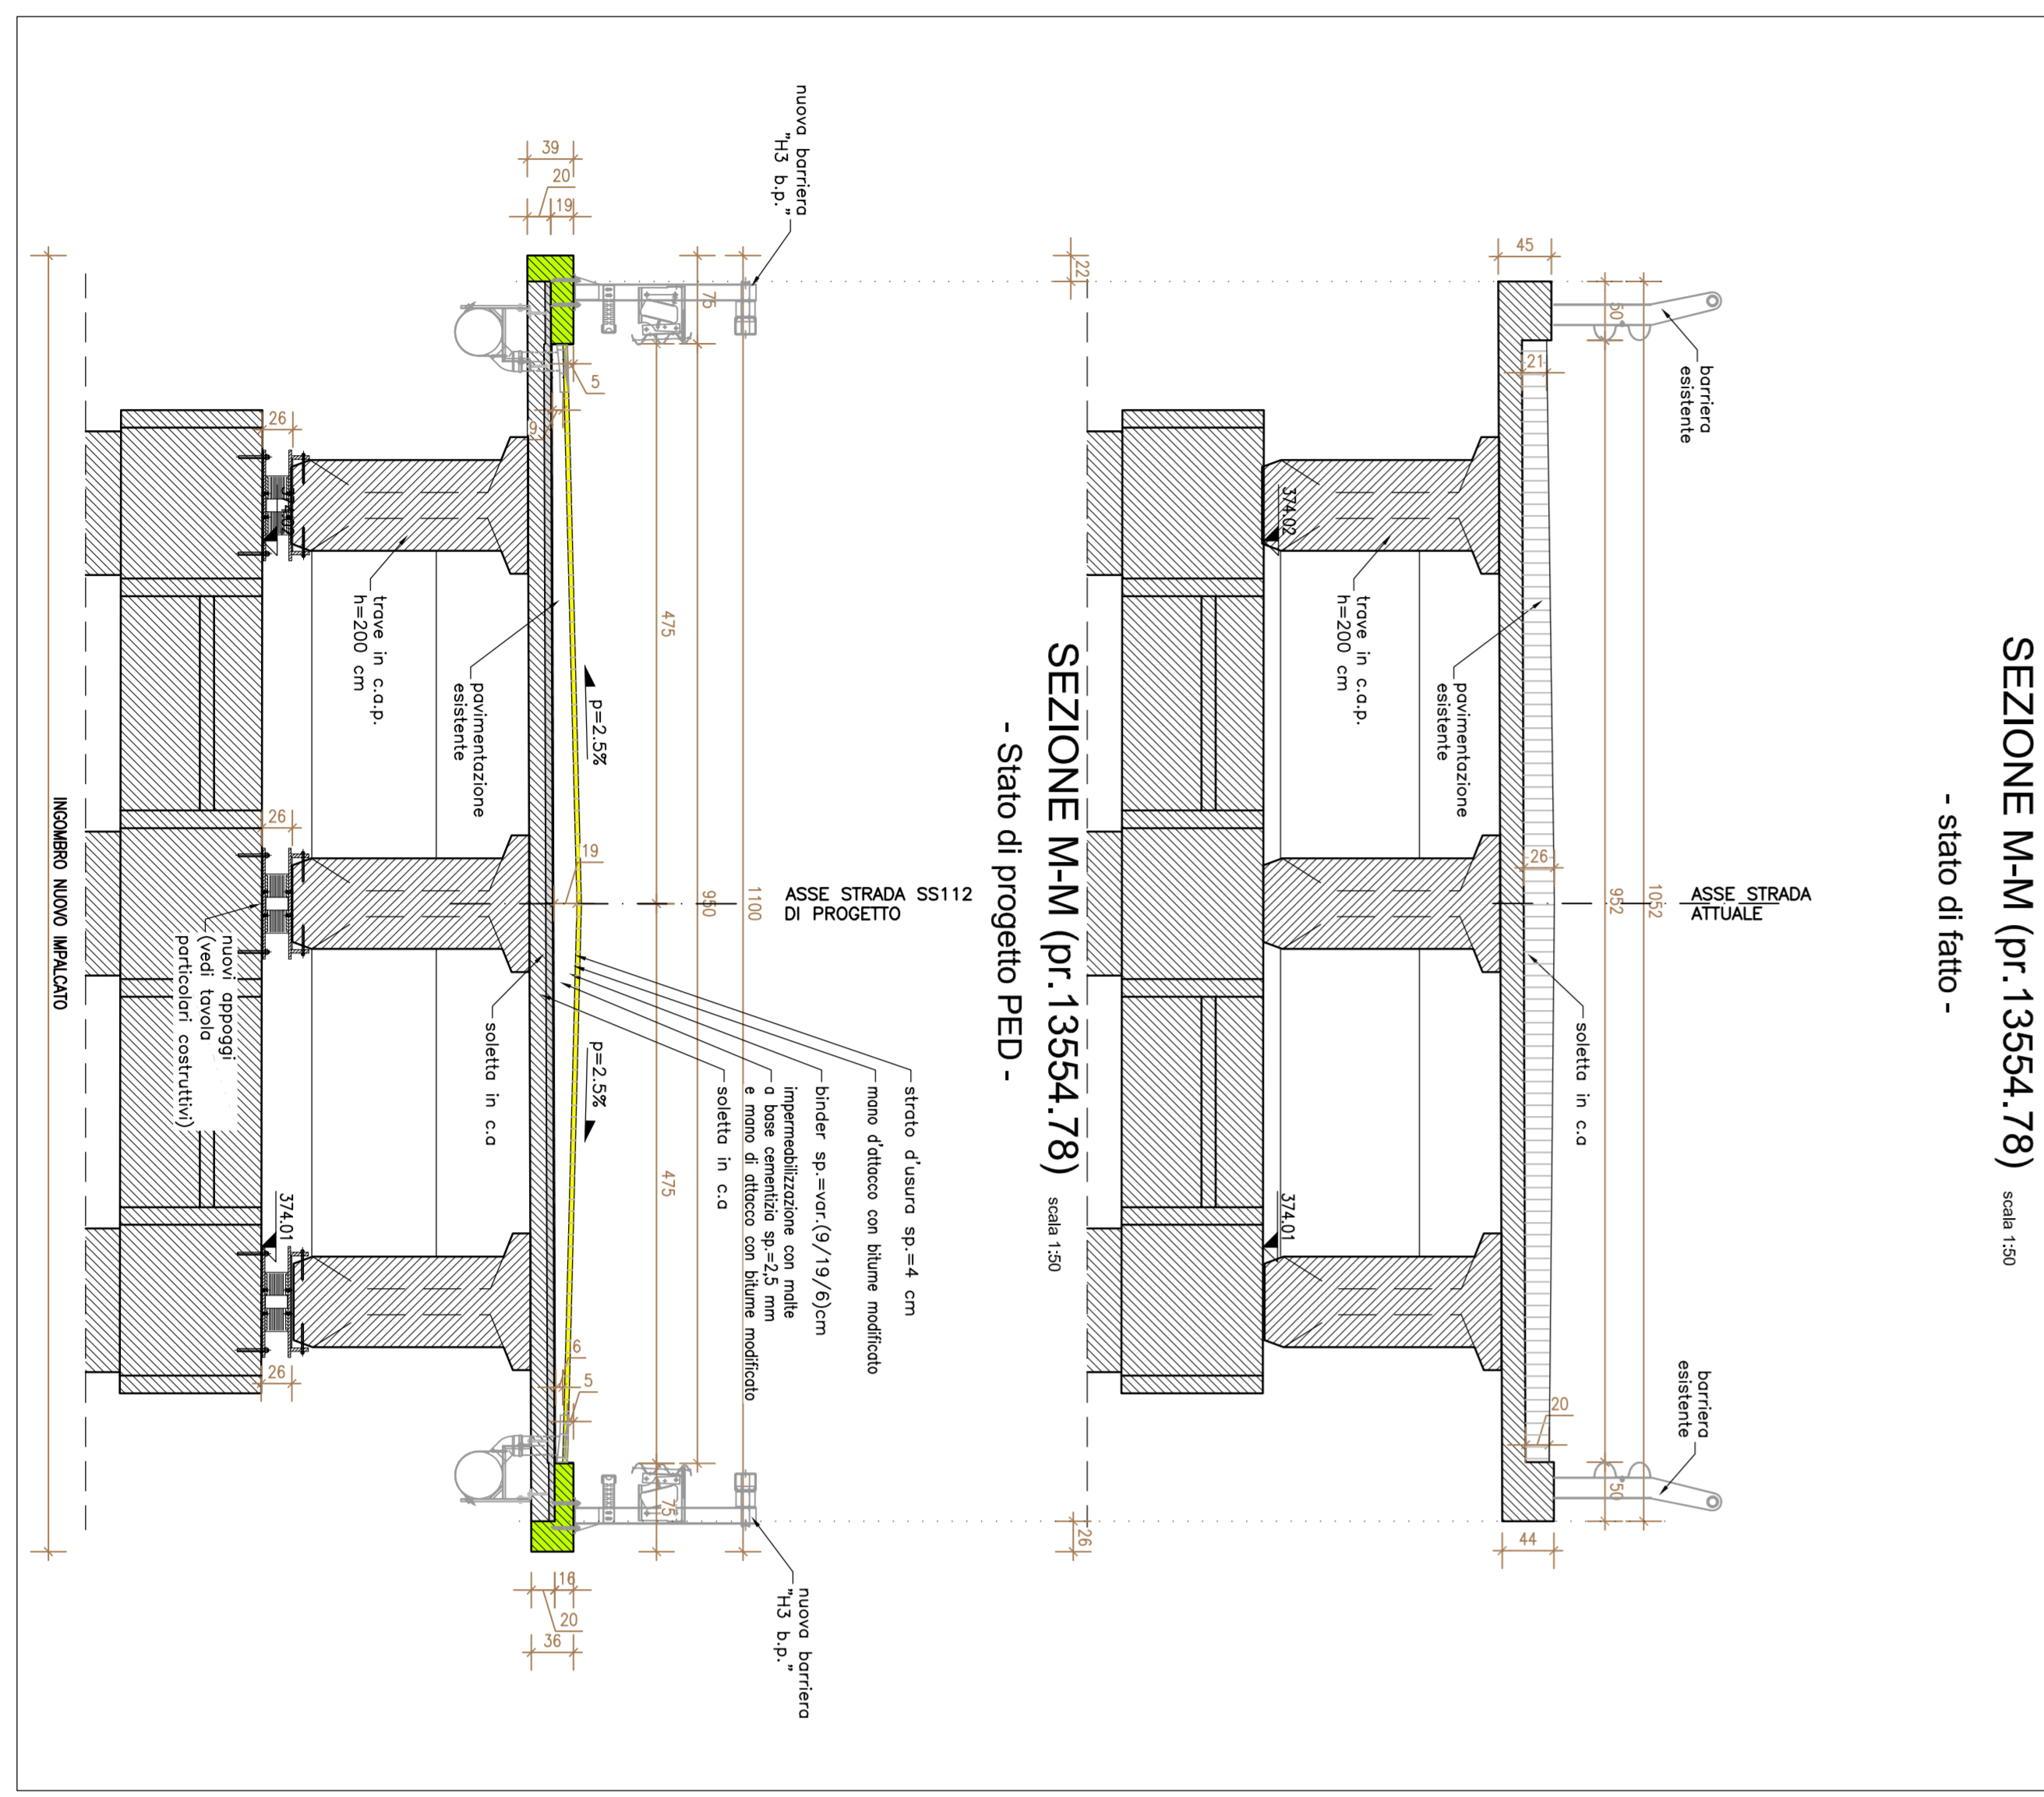 SEZIONE M-M (pr.13554.78) scala 1:50
- stato di fatto -
ASSE STRADA
ATTUALE
barriera
esistente
barriera
esistente
1052
952
50
50
45
44
21
26
20
pavimentazione
esistente
soletta in c.a
trave in c.a.p.
h=200 cm
374.02
374.01
22
26
SEZIONE M-M (pr.13554.78) scala 1:50
- Stato di progetto PED -
ASSE STRADA SS112
DI PROGETTO
nuova barriera
"H3 b.p."
nuova barriera
"H3 b.p."
1100
950
75
75
475
475
strato d'usura sp.=4 cm
mano d'attacco con bitume modificato
binder sp.=var.(9/19/6)cm
impermeabilizzazione con malte
a base cementizia sp.=2,5 mm
e mano di attacco con bitume modificato
soletta in c.a
p=2.5%
p=2.5%
39
20
19
5
9
19
6
5
16
20
36
pavimentazione
esistente
soletta in c.a
trave in c.a.p.
h=200 cm
26
26
26
374.01
nuovi appoggi
(vedi tavola
particolari costruttivi)
INGOMBRO NUOVO IMPALCATO